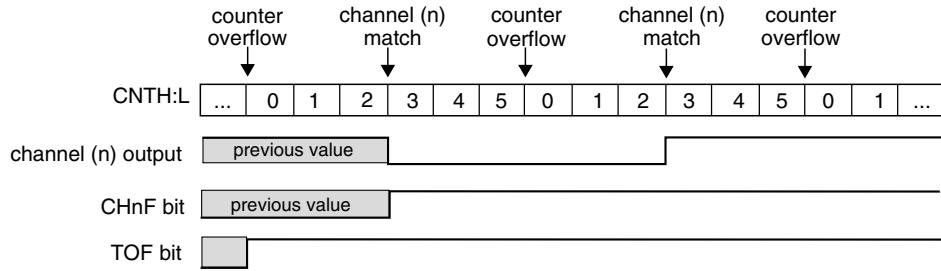 counter overflow channel (n) match counter overflow channel (n) match counter overflow
CNTH:L ... 0 1 2 3 4 5 0 1 2 3 4 5 0 1 ...
channel (n) output previous value
CHnF bit previous value
TOF bit